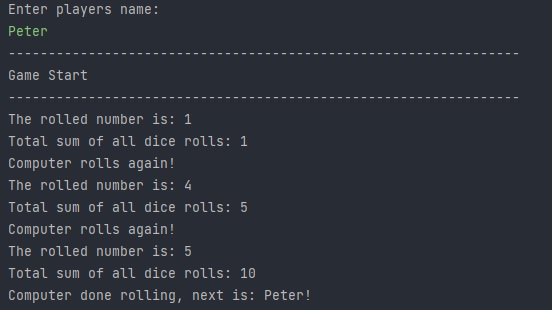 Enter players name:
Peter
----------------------------------------------------------------
Game Start
----------------------------------------------------------------
The rolled number is: 1
Total sum of all dice rolls: 1
Computer rolls again!
The rolled number is: 4
Total sum of all dice rolls: 5
Computer rolls again!
The rolled number is: 5
Total sum of all dice rolls: 10
Computer done rolling, next is: Peter!